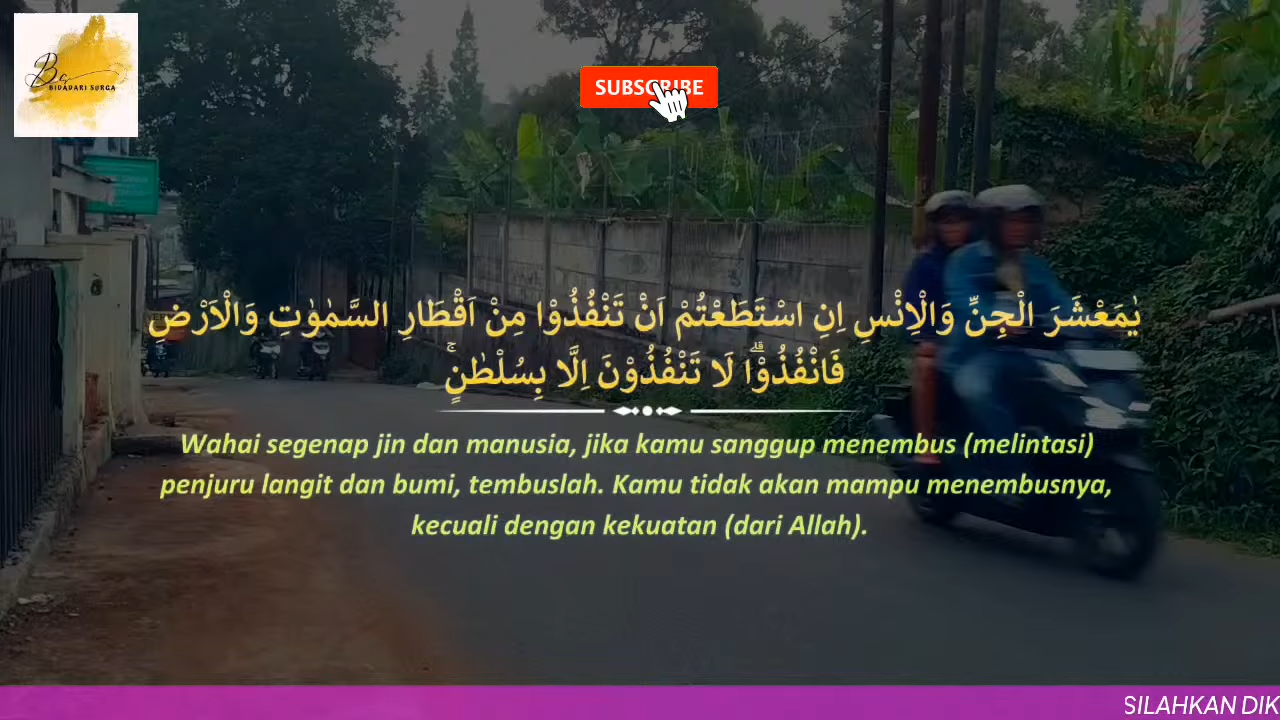 Bs
BIDADARI SURGA
SUBSCRIBE
يٰمَعْشَرَ الْجِنِّ وَالْاِنْسِ اِنِ اسْتَطَعْتُمْ اَنْ تَنْفُذُوْا مِنْ اَقْطَارِ السَّمٰوٰتِ وَالْاَرْضِ
فَانْفُذُوْاۗ لَا تَنْفُذُوْنَ اِلَّا بِسُلْطٰنٍۚ
Wahai segenap jin dan manusia, jika kamu sanggup menembus (melintasi)
penjuru langit dan bumi, tembuslah. Kamu tidak akan mampu menembusnya,
kecuali dengan kekuatan (dari Allah).
SILAHKAN DIK